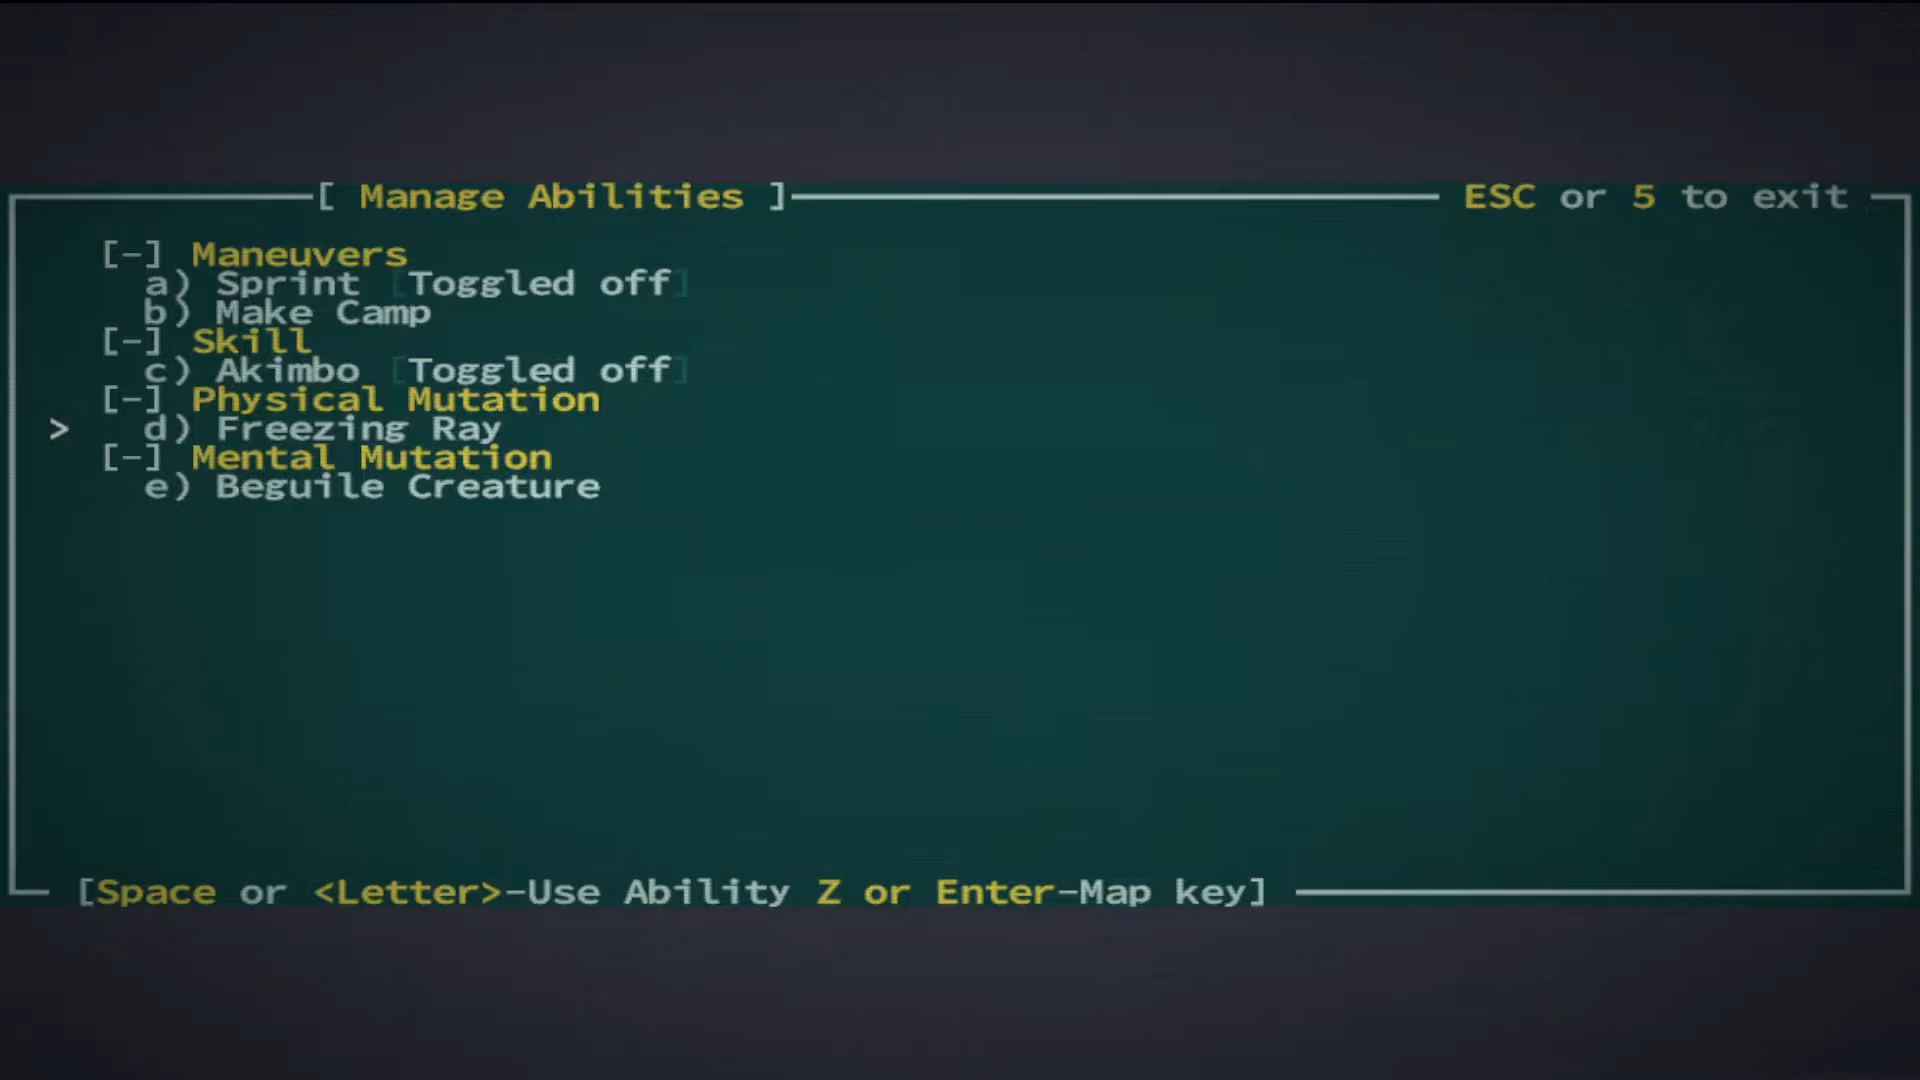 [ Manage Abilities ] ESC or 5 to exit
[-] Maneuvers
a) Sprint [Toggled off]
b) Make Camp
[-] Skill
c) Akimbo [Toggled off]
[-] Physical Mutation
> d) Freezing Ray
[-] Mental Mutation
e) Beguile Creature
[Space or <Letter>-Use Ability Z or Enter-Map key]